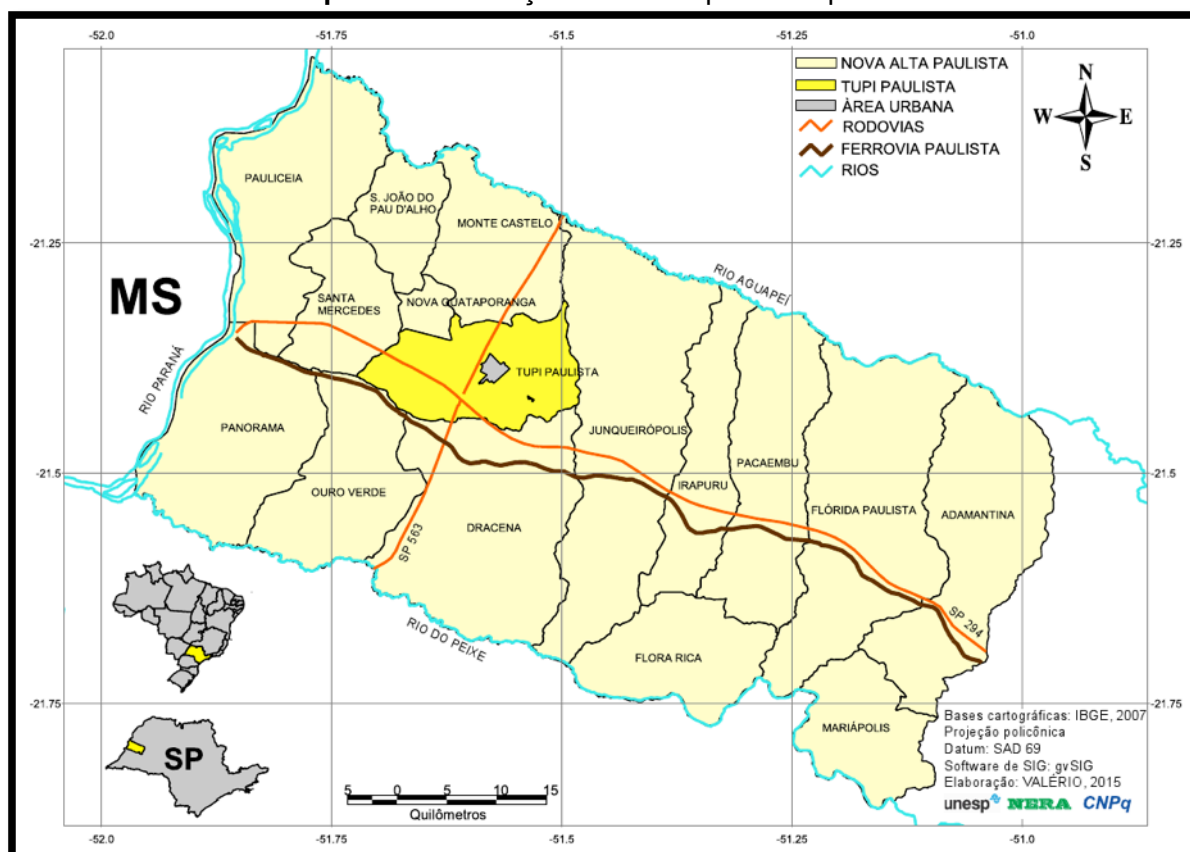 -52.0 -51.75 -51.5 -51.25 -51.0
NOVA ALTA PAULISTA
TUPI PAULISTA
ÀREA URBANA
RODOVIAS
FERROVIA PAULISTA
RIOS
N
W E
S
PAULICEIA
S. JOÃO DO
PAU D'ALHO
MONTE CASTELO
-21.25 -21.25
MS
SANTA
MERCEDES
NOVA GUATAPORANGA
RIO AGUAPEÍ
RIO PARANÁ
TUPI PAULISTA
PANORAMA
JUNQUEIRÓPOLIS
PACAEMBU
-21.5 -21.5
OURO VERDE
IRAPURU
FLÓRIDA PAULISTA
ADAMANTINA
DRACENA
SP 563
SP 294
RIO DO PEIXE
FLORA RICA
-21.75 -21.75
MARIÁPOLIS
SP
Bases cartográficas: IBGE, 2007
Projeção policônica
Datum: SAD 69
Software de SIG: gvSIG
Elaboração: VALÉRIO, 2015
unesp NERA CNPq
5 0 5 10 15
Quilômetros
-52.0 -51.75 -51.5 -51.25 -51.0